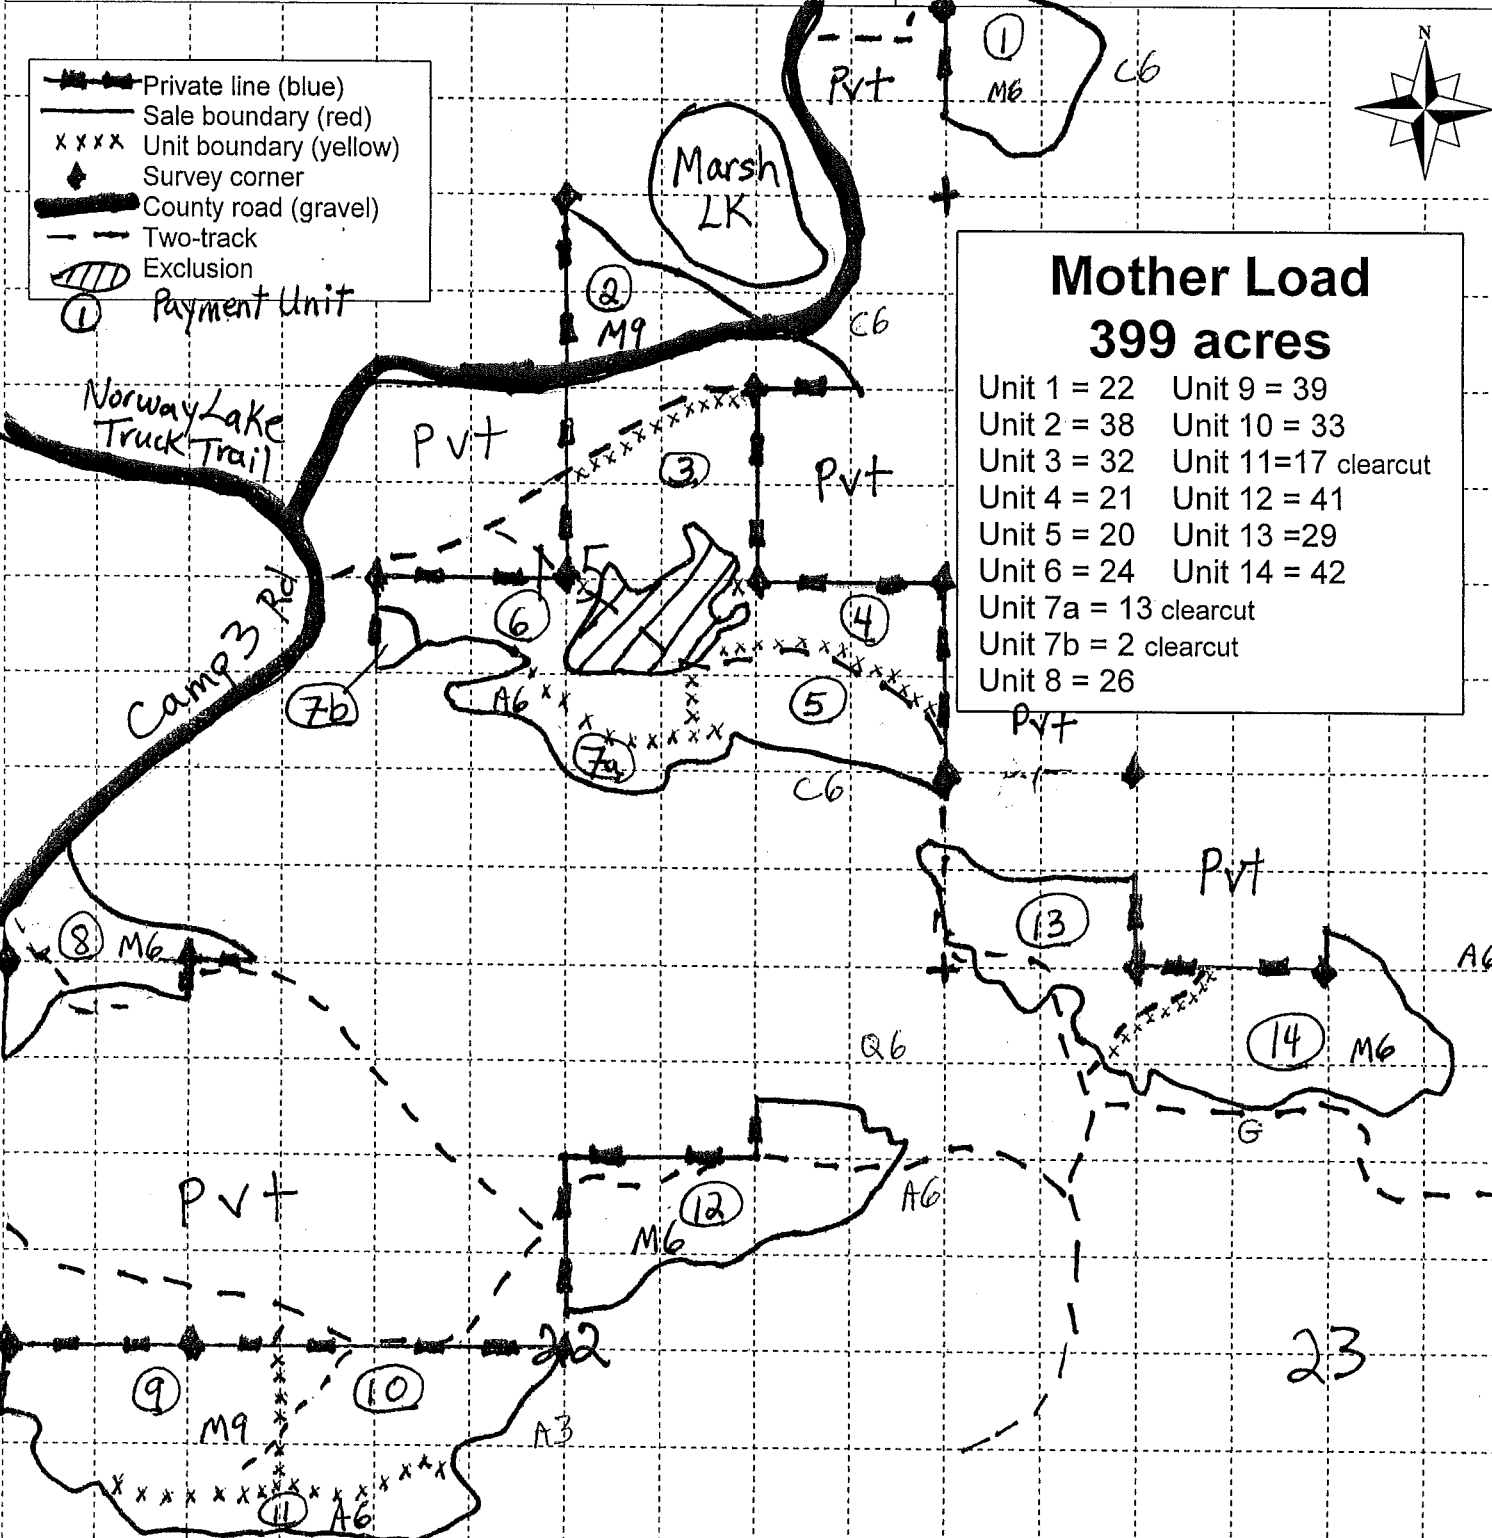 Private line (blue)
Sale boundary (red)
x x x x Unit boundary (yellow)
Survey corner
County road (gravel)
Two-track
Exclusion
1 Payment Unit
N
Mother Load
399 acres
Unit 1 = 22 Unit 9 = 39
Unit 2 = 38 Unit 10 = 33
Unit 3 = 32 Unit 11=17 clearcut
Unit 4 = 21 Unit 12 = 41
Unit 5 = 20 Unit 13 =29
Unit 6 = 24 Unit 14 = 42
Unit 7a = 13 clearcut
Unit 7b = 2 clearcut
Unit 8 = 26
1
M6
C6
Pvt
Marsh
LK
2
M9
C6
Norway Lake
Truck Trail
Pvt
3
Pvt
15
Camp 3 Rd
6
4
7b
A6
5
7a
C6
Pvt
8 M6
13
Pvt
A6
14 M6
Q6
G
Pvt
12
M6
A6
22
23
9
10
M9
A3
11 A6